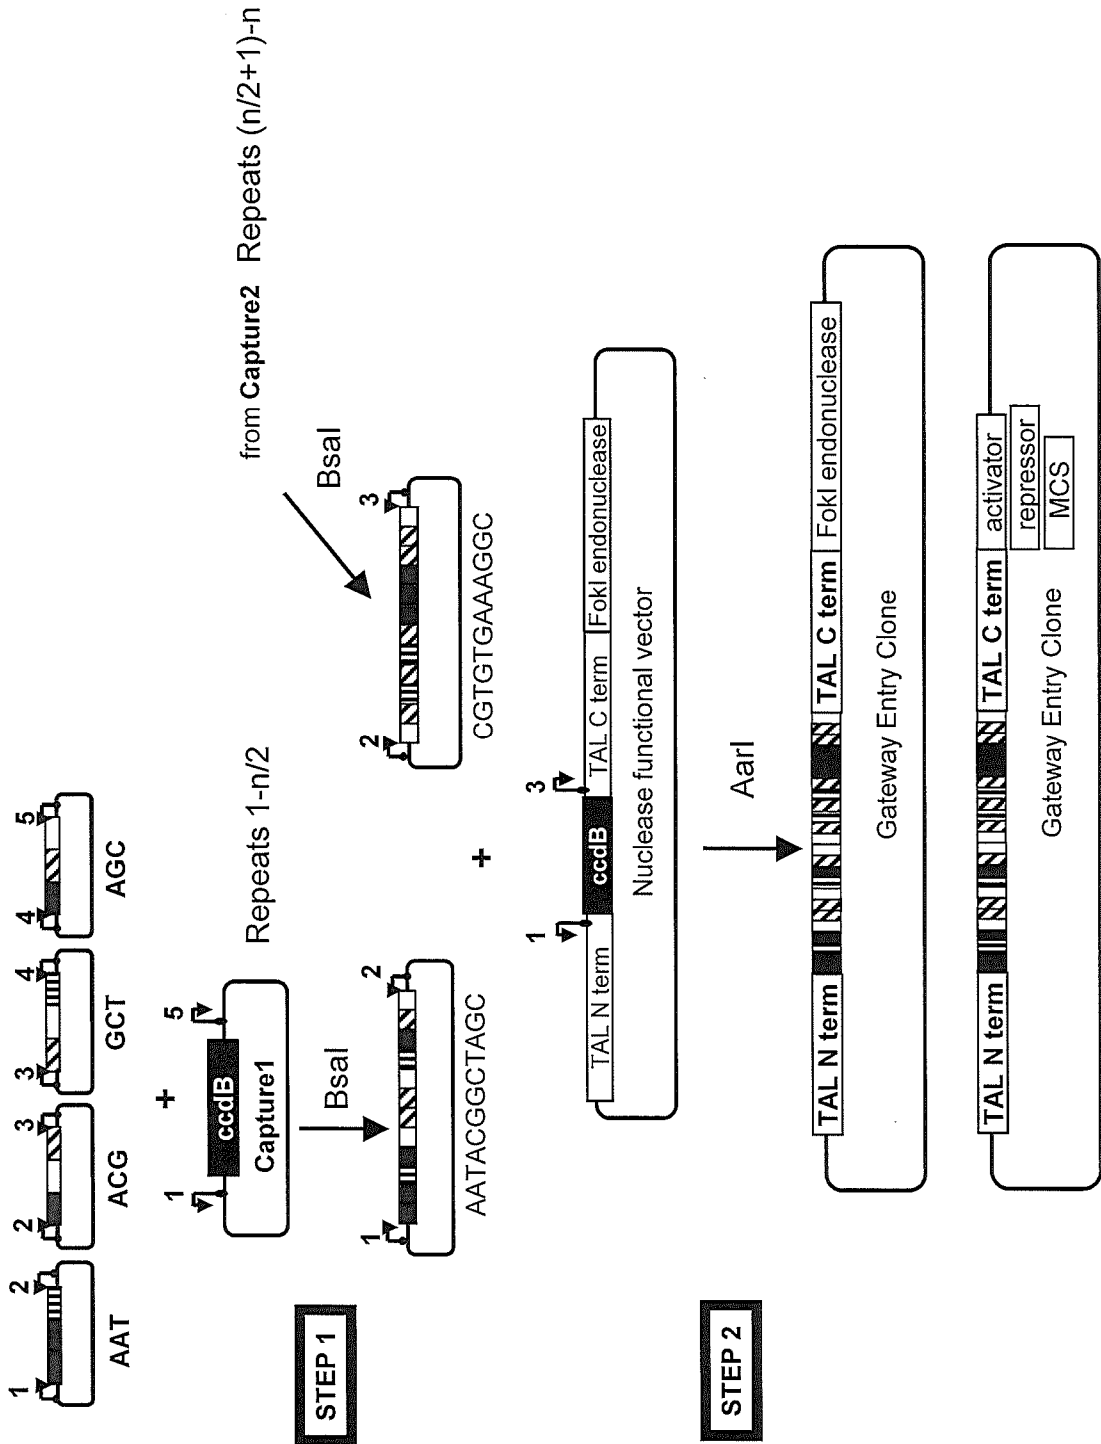 1 2 2 3 3 4 4 5
AAT ACG GCT AGC
+
1 5
ccdB
Capture1
Repeats 1-n/2
from Capture2 Repeats (n/2+1)-n
STEP 1
BsaI
BsaI
1 2
2 3
AATACGGCTAGC
CGTGTGAAAGGC
+
1 3
TAL N term ccdB TAL C term FokI endonuclease
Nuclease functional vector
STEP 2
AarI
TAL N term TAL C term FokI endonuclease
Gateway Entry Clone
TAL N term TAL C term activator
repressor
MCS
Gateway Entry Clone